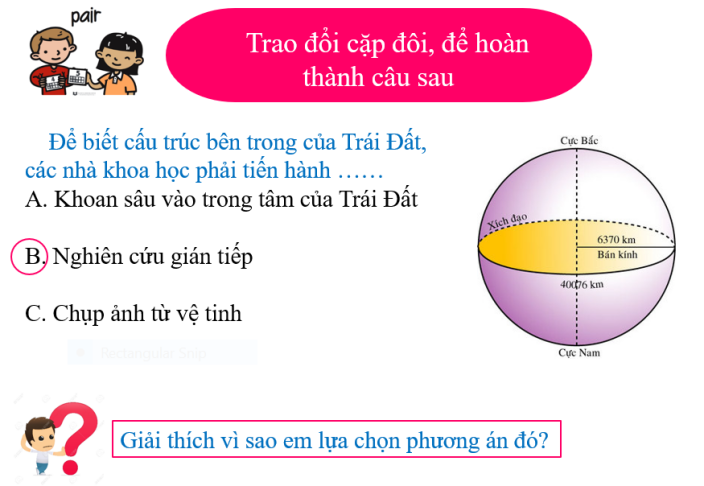 pair
Trao đổi cặp đôi, để hoàn
thành câu sau
Để biết cấu trúc bên trong của Trái Đất,
các nhà khoa học phải tiến hành ……
A. Khoan sâu vào trong tâm của Trái Đất
B. Nghiên cứu gián tiếp
C. Chụp ảnh từ vệ tinh
Rectangular Snip
Cực Bắc
Xích đạo
6370 km
Bán kính
40076 km
Cực Nam
Giải thích vì sao em lựa chọn phương án đó?